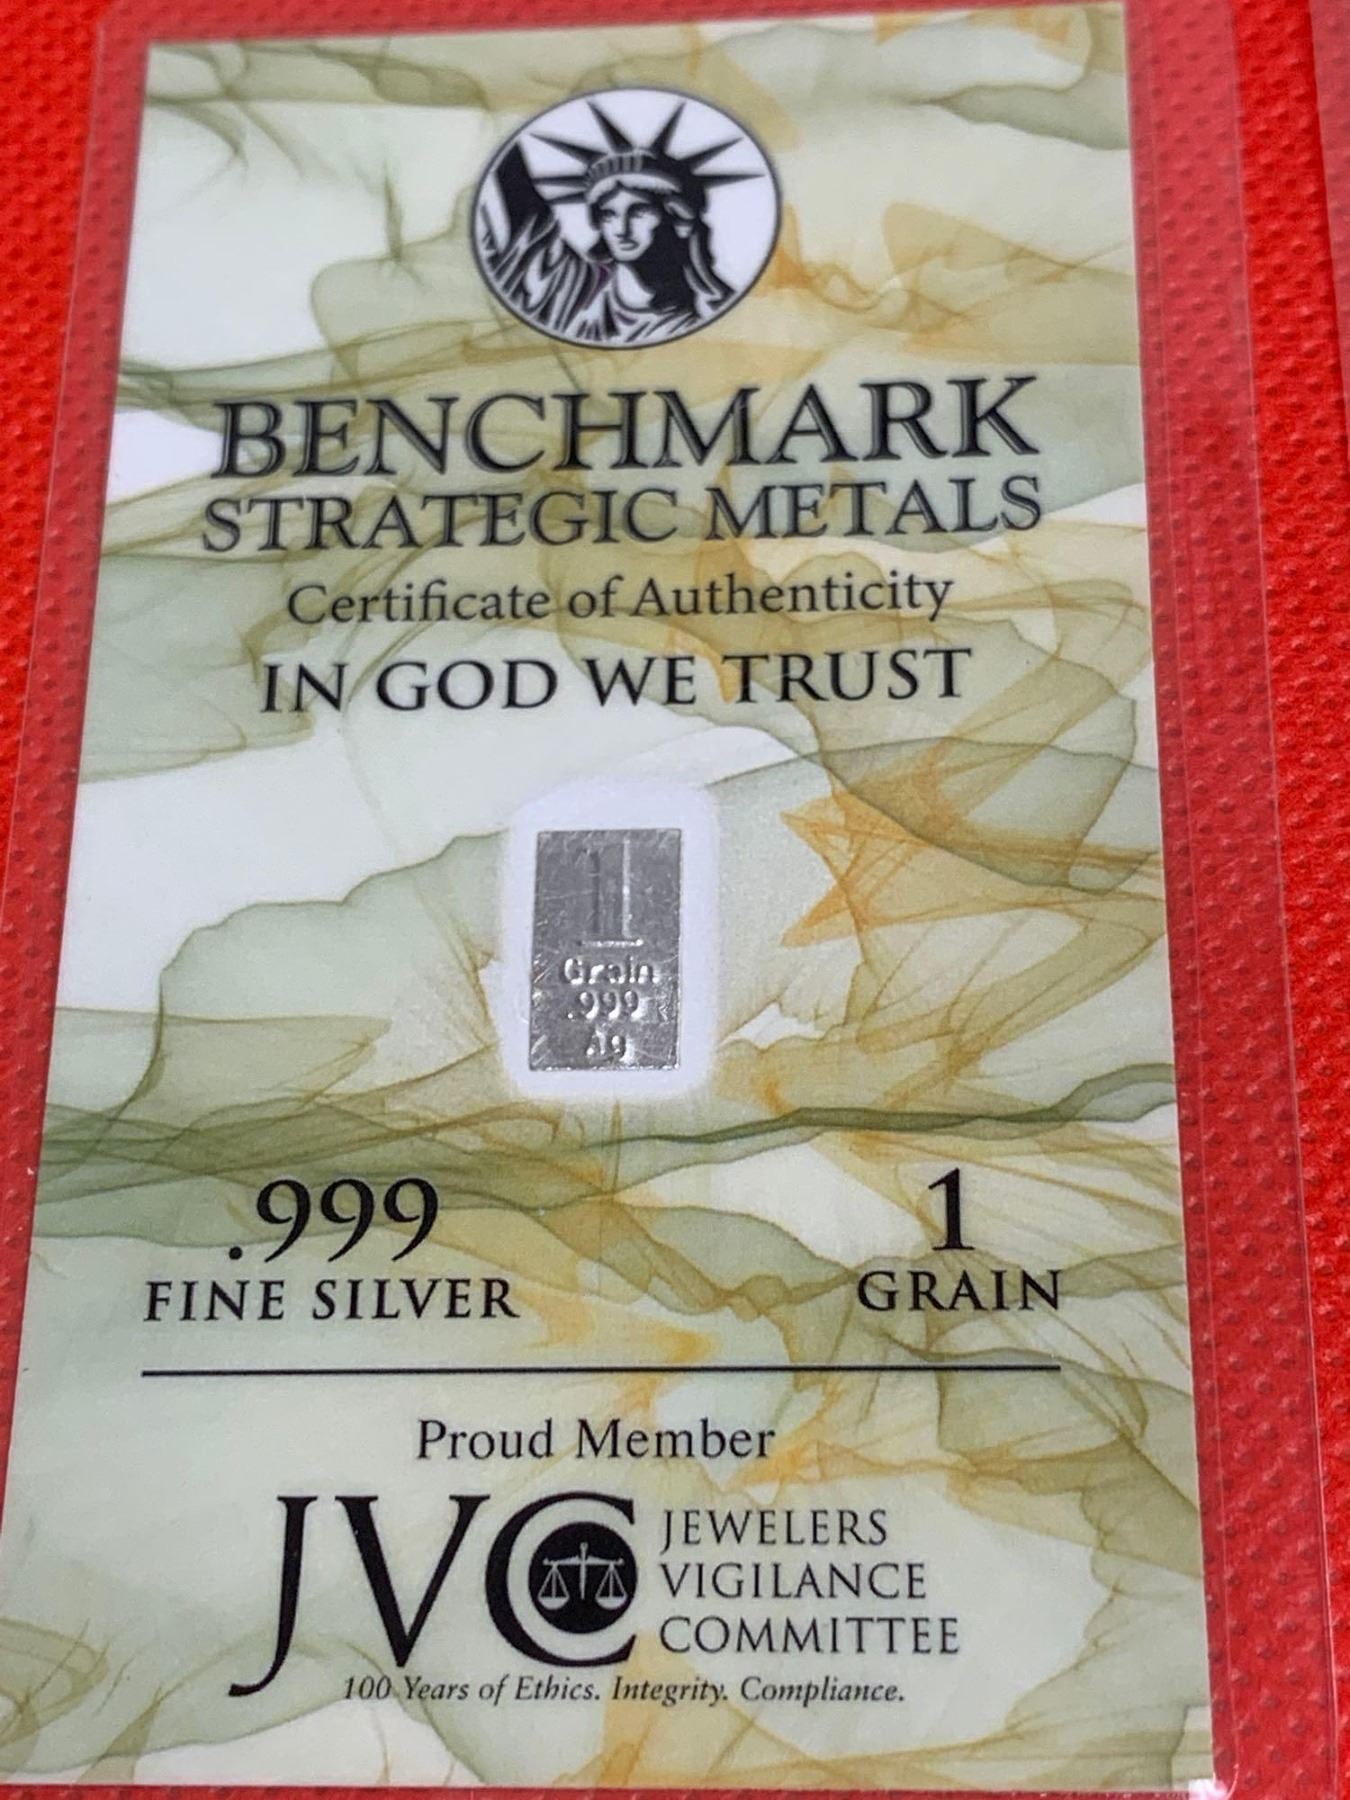 BENCHMARK
STRATEGIC METALS
Certificate of Authenticity
IN GOD WE TRUST
1
Grain
.999
Ag
.999
FINE SILVER
1
GRAIN
Proud Member
JVC
JEWELERS
VIGILANCE
COMMITTEE
100 Years of Ethics. Integrity. Compliance.